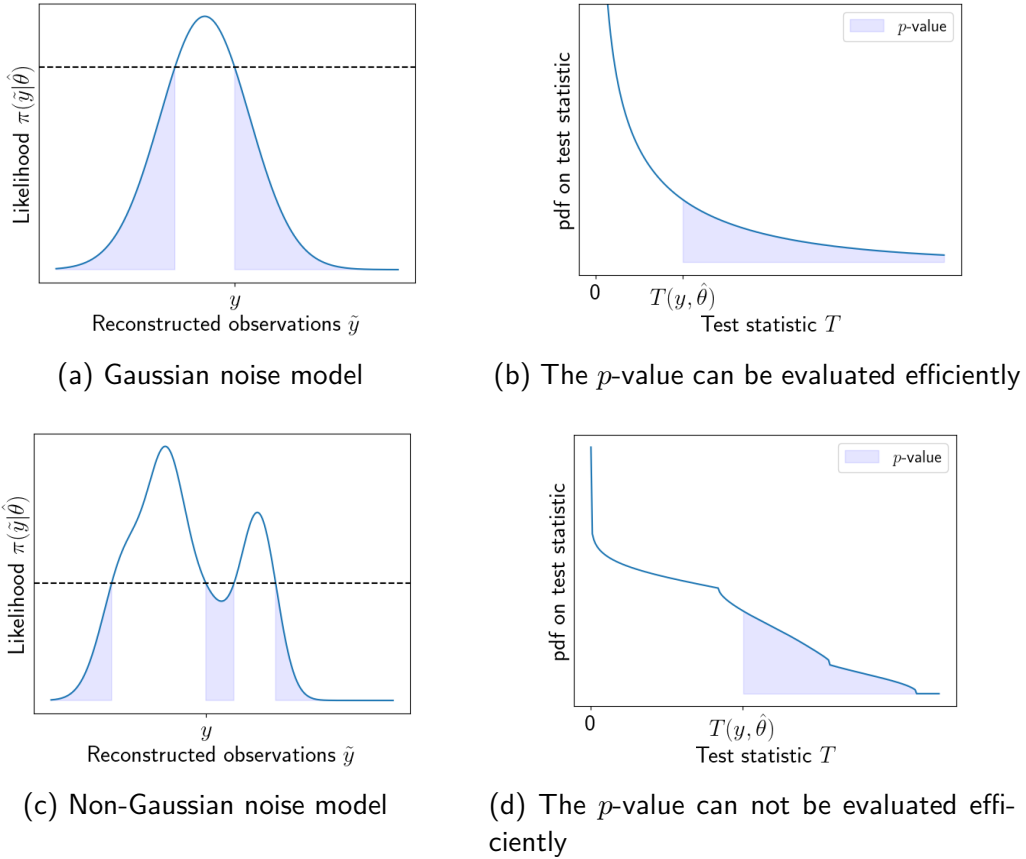 Likelihood π(ỹ|θ̂)
y
Reconstructed observations ỹ
(a) Gaussian noise model
pdf on test statistic
p-value
0
T(y, θ̂)
Test statistic T
(b) The p-value can be evaluated efficiently
Likelihood π(ỹ|θ̂)
y
Reconstructed observations ỹ
(c) Non-Gaussian noise model
pdf on test statistic
p-value
0
T(y, θ̂)
Test statistic T
(d) The p-value can not be evaluated effi-
ciently